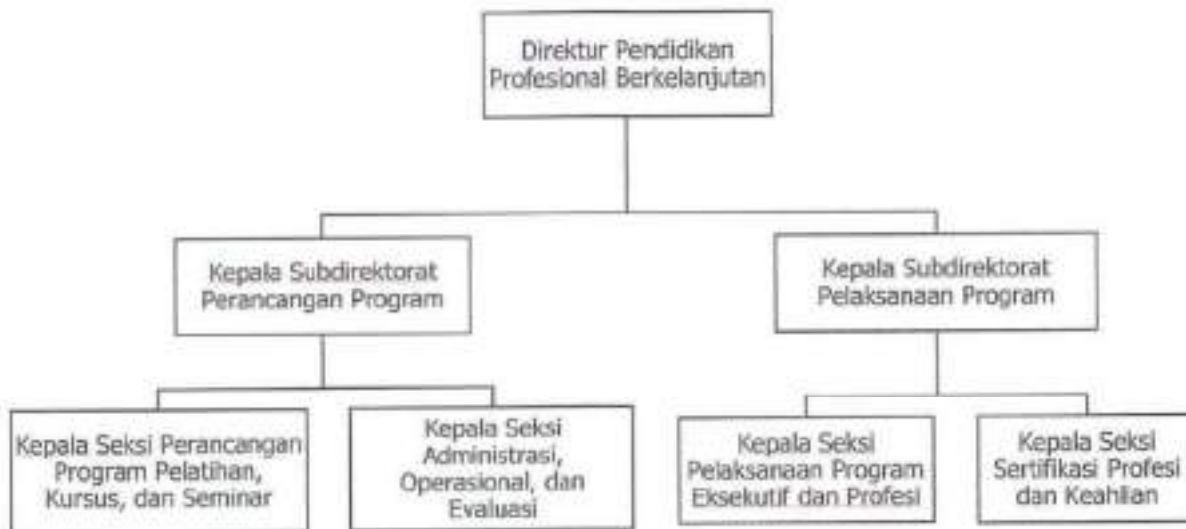 Direktur Pendidikan
Profesional Berkelanjutan
Kepala Subdirektorat
Perancangan Program
Kepala Subdirektorat
Pelaksanaan Program
Kepala Seksi Perancangan
Program Pelatihan,
Kursus, dan Seminar
Kepala Seksi
Administrasi,
Operasional, dan
Evaluasi
Kepala Seksi
Pelaksanaan Program
Eksekutif dan Profesi
Kepala Seksi
Sertifikasi Profesi
dan Keahlian